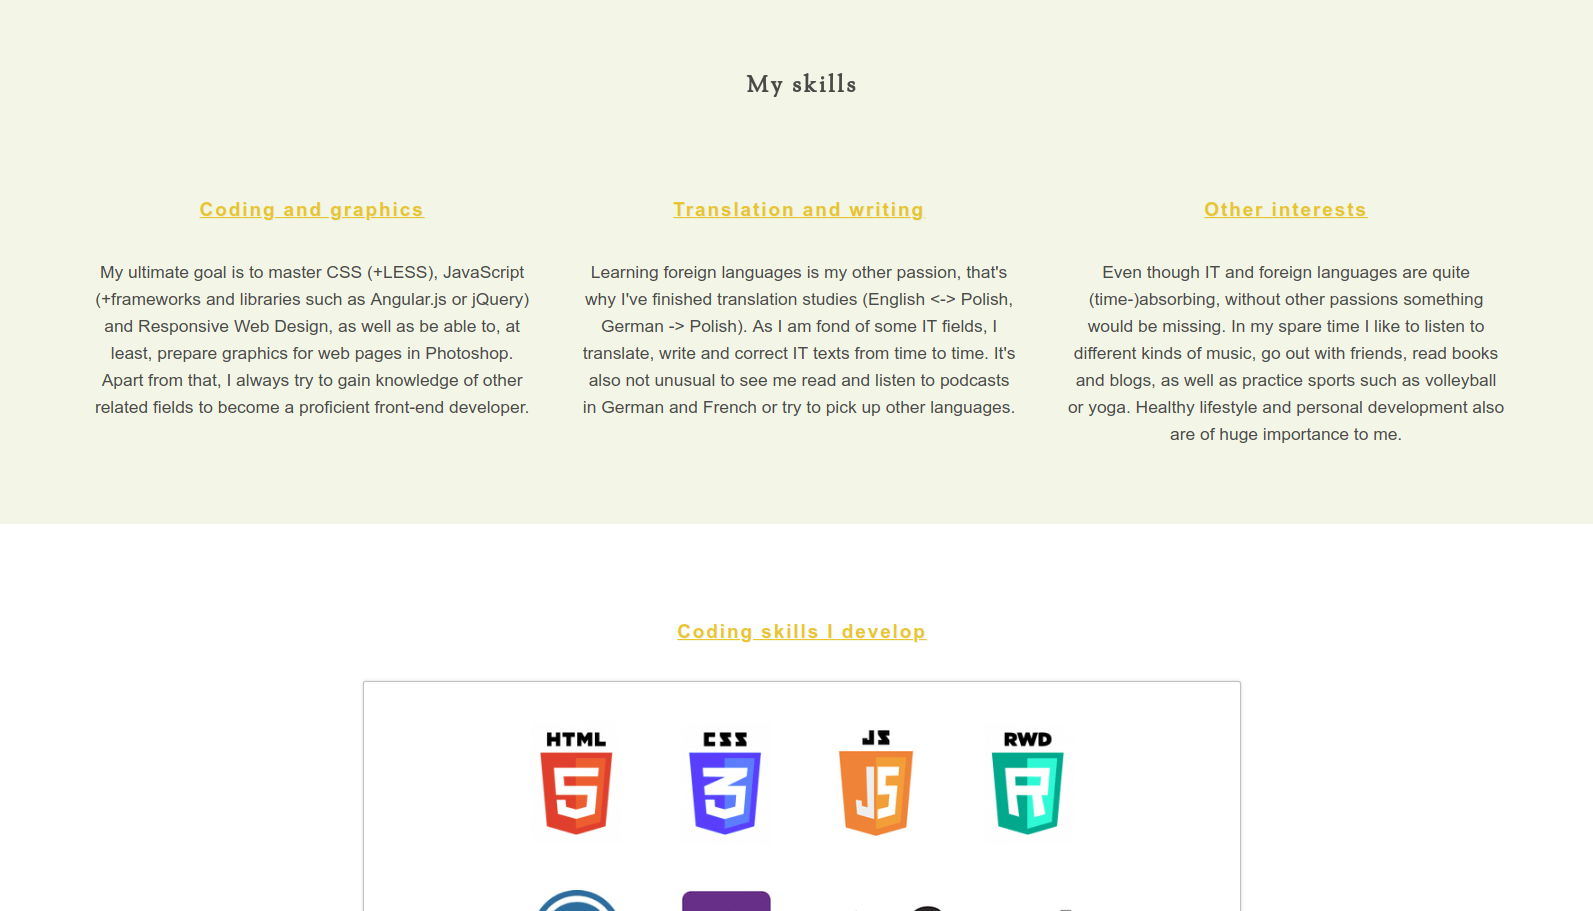 My skills
Coding and graphics
My ultimate goal is to master CSS (+LESS), JavaScript
(+frameworks and libraries such as Angular.js or jQuery)
and Responsive Web Design, as well as be able to, at
least, prepare graphics for web pages in Photoshop.
Apart from that, I always try to gain knowledge of other
related fields to become a proficient front-end developer.
Translation and writing
Learning foreign languages is my other passion, that's
why I've finished translation studies (English <-> Polish,
German -> Polish). As I am fond of some IT fields, I
translate, write and correct IT texts from time to time. It's
also not unusual to see me read and listen to podcasts
in German and French or try to pick up other languages.
Other interests
Even though IT and foreign languages are quite
(time-)absorbing, without other passions something
would be missing. In my spare time I like to listen to
different kinds of music, go out with friends, read books
and blogs, as well as practice sports such as volleyball
or yoga. Healthy lifestyle and personal development also
are of huge importance to me.
Coding skills I develop
HTML CSS JS RWD
5 3 JS R